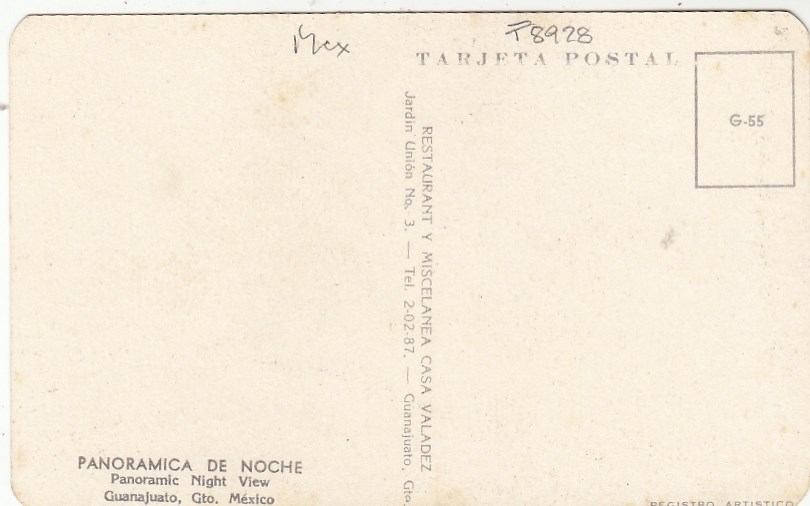 Mex
T8928
TARJETA POSTAL
G-55
RESTAURANT Y MISCELANEA CASA VALADEZ
Jardín Unión No. 3. — Tel. 2-02-87. — Guanajuato, Gto.
PANORAMICA DE NOCHE
Panoramic Night View
Guanajuato, Gto. México
REGISTRO ARTISTICO